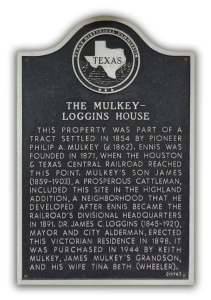 TEXAS
THE MULKEY–
LOGGINS HOUSE
THIS PROPERTY WAS PART OF A
TRACT SETTLED IN 1854 BY PIONEER
PHILIP A. MULKEY (d.1862). ENNIS WAS
FOUNDED IN 1871, WHEN THE HOUSTON
& TEXAS CENTRAL RAILROAD REACHED
THIS POINT. MULKEY'S SON JAMES
(1859-1903), A PROSPEROUS CATTLEMAN,
INCLUDED THIS SITE IN THE HIGHLAND
ADDITION, A NEIGHBORHOOD THAT HE
DEVELOPED AFTER ENNIS BECAME THE
RAILROAD'S DIVISIONAL HEADQUARTERS
IN 1891. DR. JAMES C. LOGGINS (1845-1921),
MAYOR AND CITY ALDERMAN, ERECTED
THIS VICTORIAN RESIDENCE IN 1898. IT
WAS PURCHASED IN 1944 BY KEITH
MULKEY, JAMES MULKEY'S GRANDSON,
AND HIS WIFE TINA BETH (WHEELER).